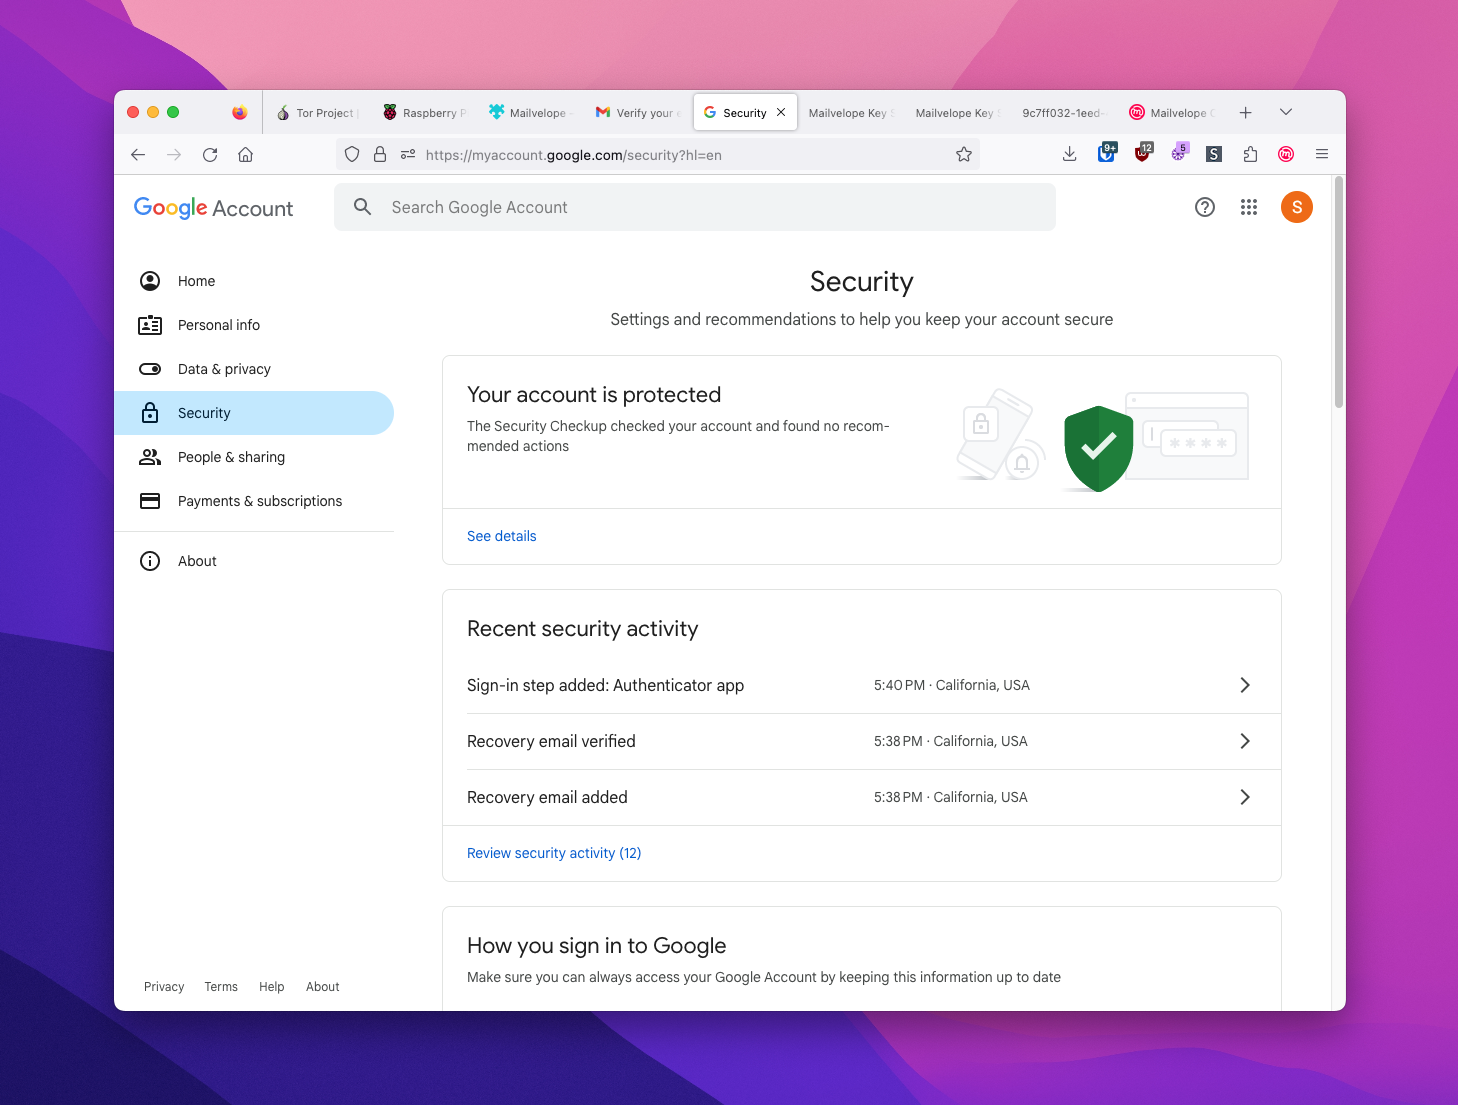 Tor Project
Raspberry P
Mailvelope
Verify your e
Security
Mailvelope Key S
Mailvelope Key S
9c7ff032-1eed-
Mailvelope C
https://myaccount.google.com/security?hl=en
9+
12
5
S
Google Account
Search Google Account
S
Home
Personal info
Data & privacy
Security
People & sharing
Payments & subscriptions
About
Security
Settings and recommendations to help you keep your account secure
Your account is protected
The Security Checkup checked your account and found no recom-
mended actions
* * * *
See details
Recent security activity
Sign-in step added: Authenticator app
5:40 PM · California, USA
Recovery email verified
5:38 PM · California, USA
Recovery email added
5:38 PM · California, USA
Review security activity (12)
How you sign in to Google
Make sure you can always access your Google Account by keeping this information up to date
Privacy Terms Help About